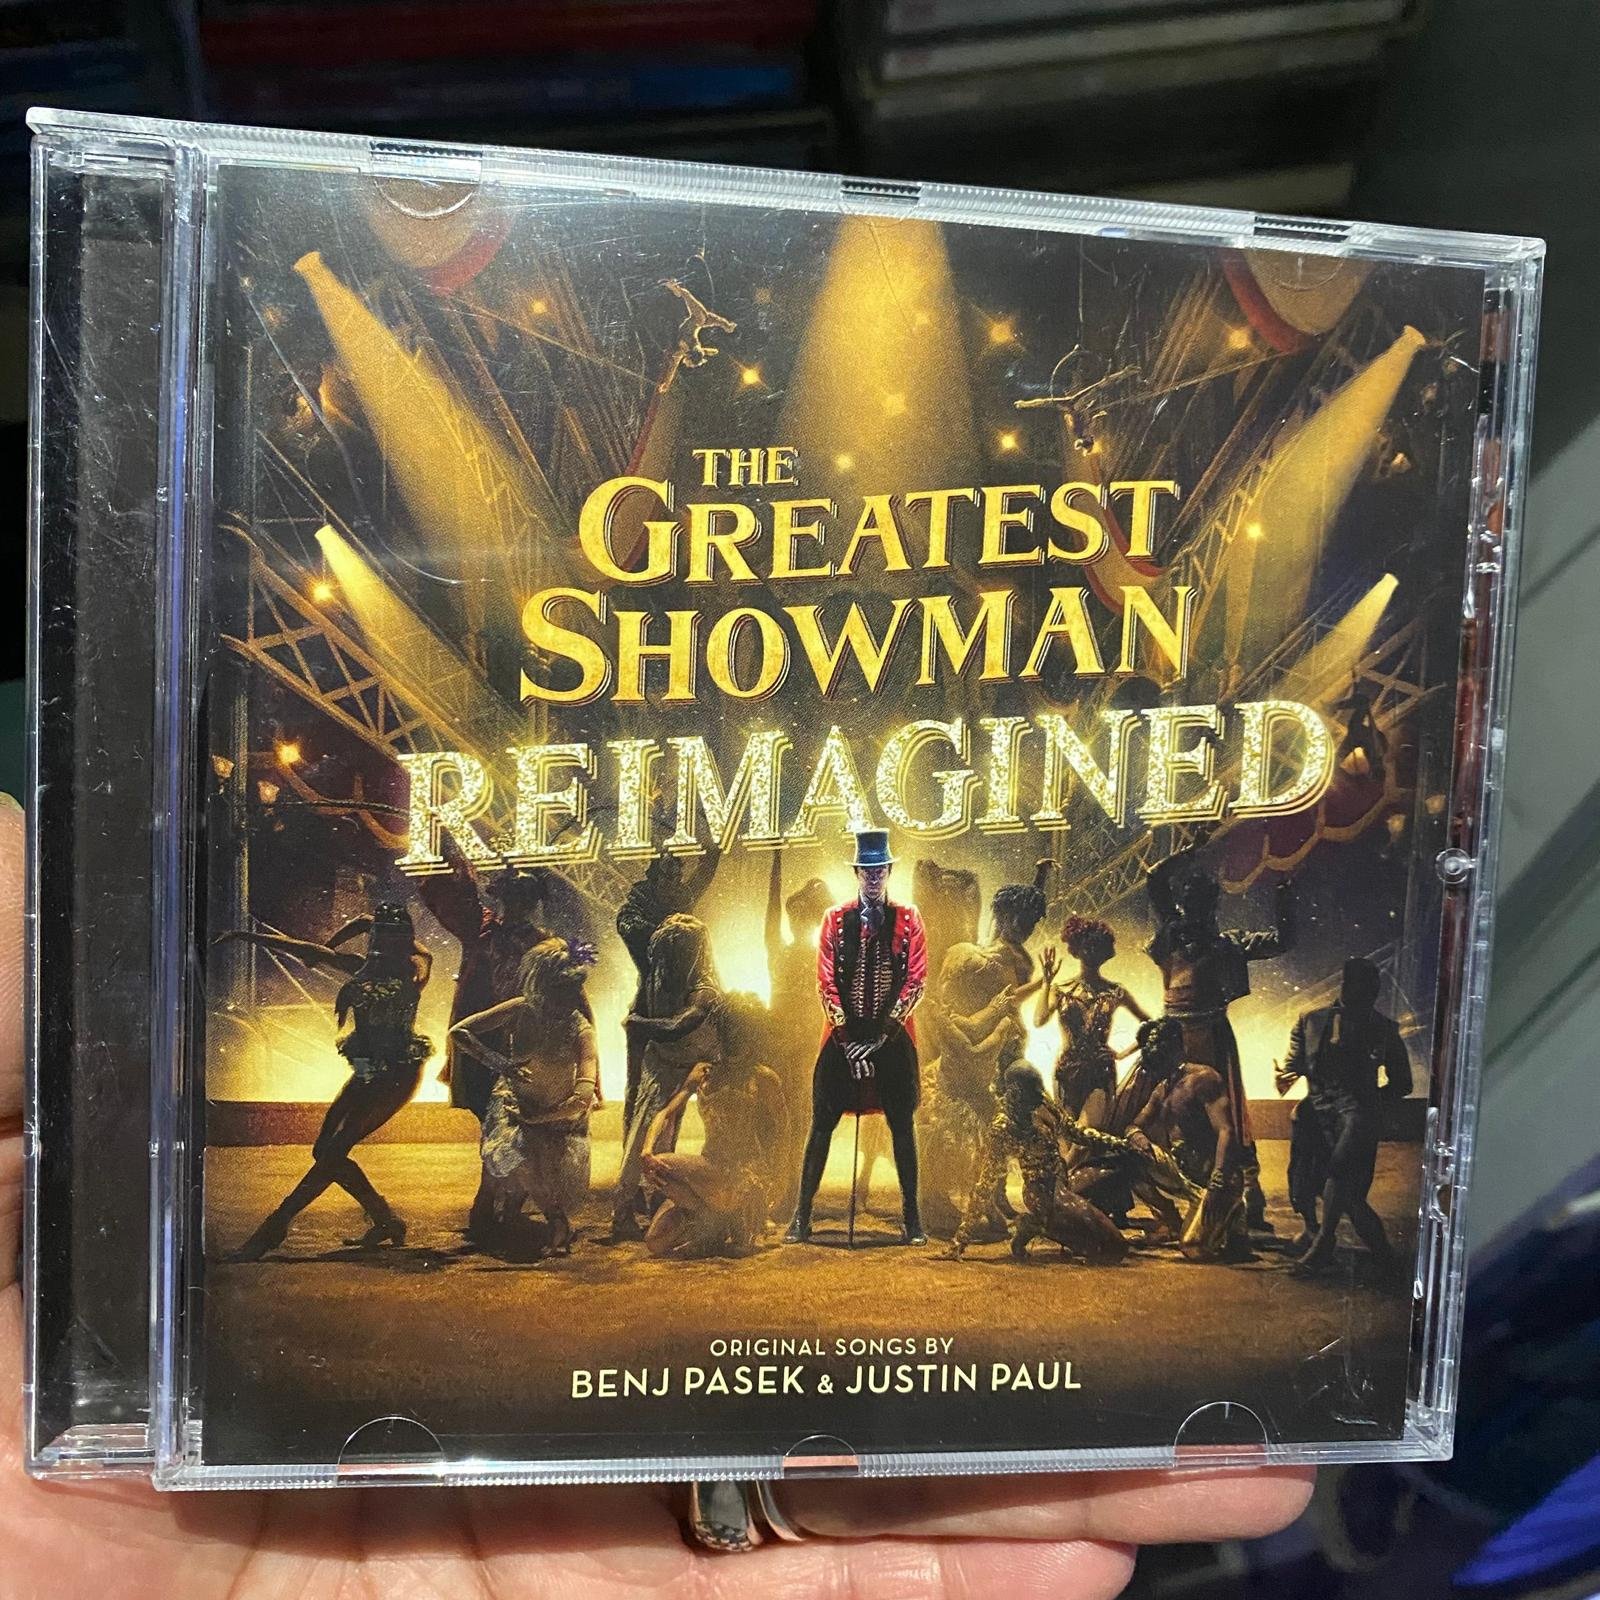 THE
GREATEST
SHOWMAN
REIMAGINED
ORIGINAL SONGS BY
BENJ PASEK & JUSTIN PAUL